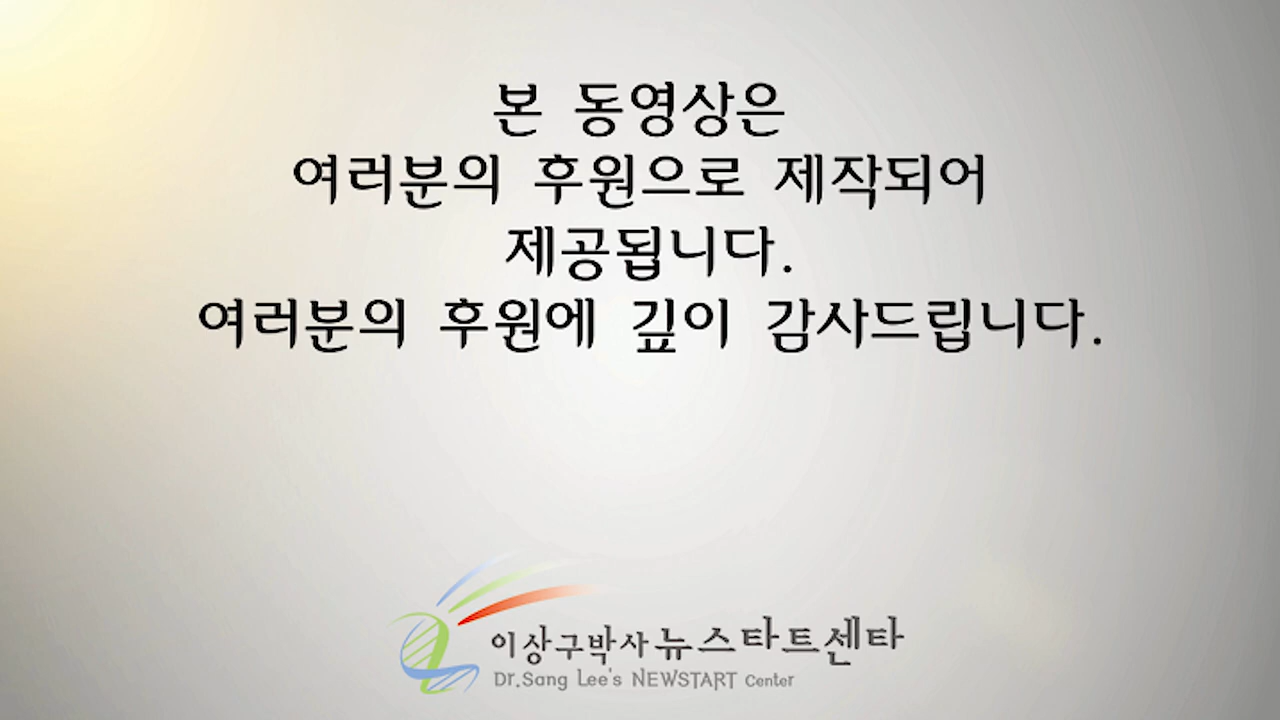 본 동영상은
여러분의 후원으로 제작되어
제공됩니다.
여러분의 후원에 깊이 감사드립니다.
이상구박사 뉴스타트센타
Dr.Sang Lee's NEWSTART Center